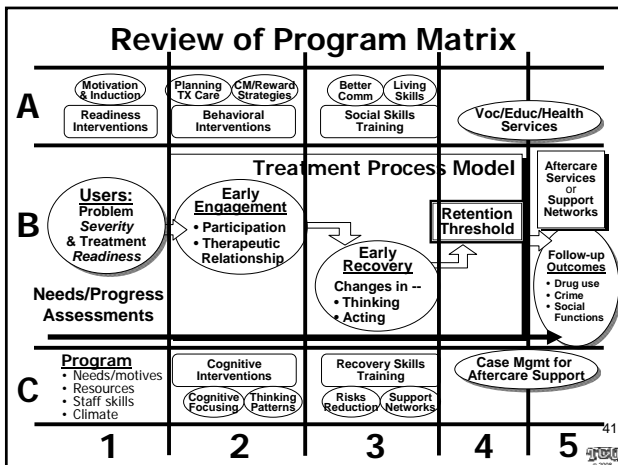 Review of Program Matrix
A
Motivation
& Induction
Readiness
Interventions
Planning
TX Care
CM/Reward
Strategies
Behavioral
Interventions
Better
Comm
Living
Skills
Social Skills
Training
Voc/Educ/Health
Services
B
Treatment Process Model
Users:
Problem
Severity
& Treatment
Readiness
Early
Engagement
• Participation
• Therapeutic
Relationship
Early
Recovery
Changes in --
• Thinking
• Acting
Retention
Threshold
Aftercare
Services
or
Support
Networks
Follow-up
Outcomes
• Drug use
• Crime
• Social
Functions
Needs/Progress
Assessments
C
Program
• Needs/motives
• Resources
• Staff skills
• Climate
Cognitive
Interventions
Cognitive
Focusing
Thinking
Patterns
Recovery Skills
Training
Risks
Reduction
Support
Networks
Case Mgmt for
Aftercare Support
1 2 3 4 5
41
TCU
© 2008